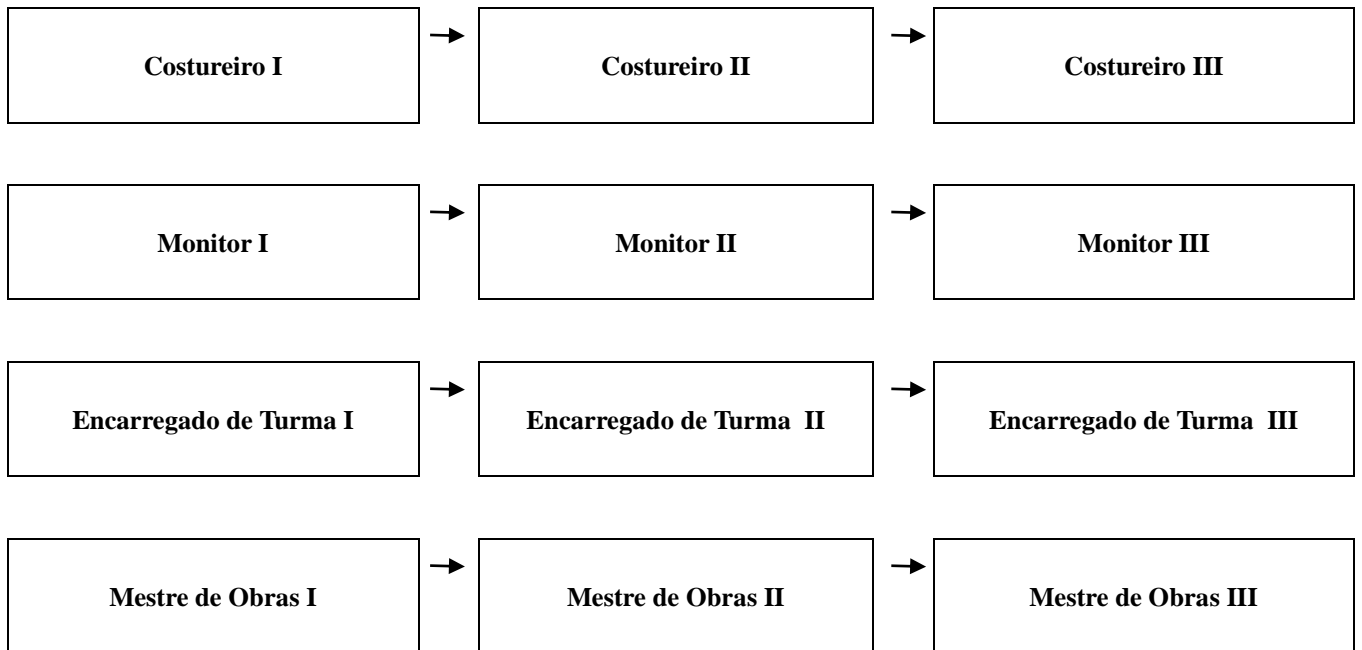 Costureiro I
Costureiro II
Costureiro III
Monitor I
Monitor II
Monitor III
Encarregado de Turma I
Encarregado de Turma  II
Encarregado de Turma  III
Mestre de Obras I
Mestre de Obras II
Mestre de Obras III